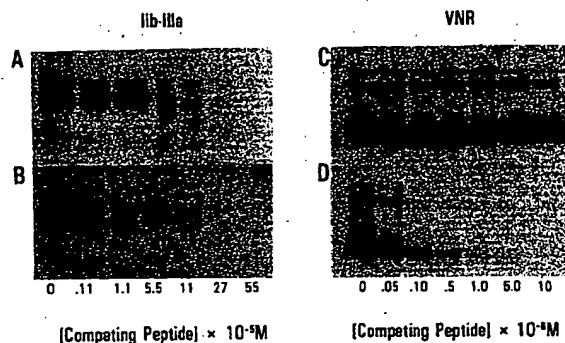 IIb-IIIa
VNR
A
C
B
D
0 .11 1.1 5.5 11 27 55
0 .05 .10 .5 1.0 5.0 10
[Competing Peptide] × 10⁻⁵M
[Competing Peptide] × 10⁻⁶M